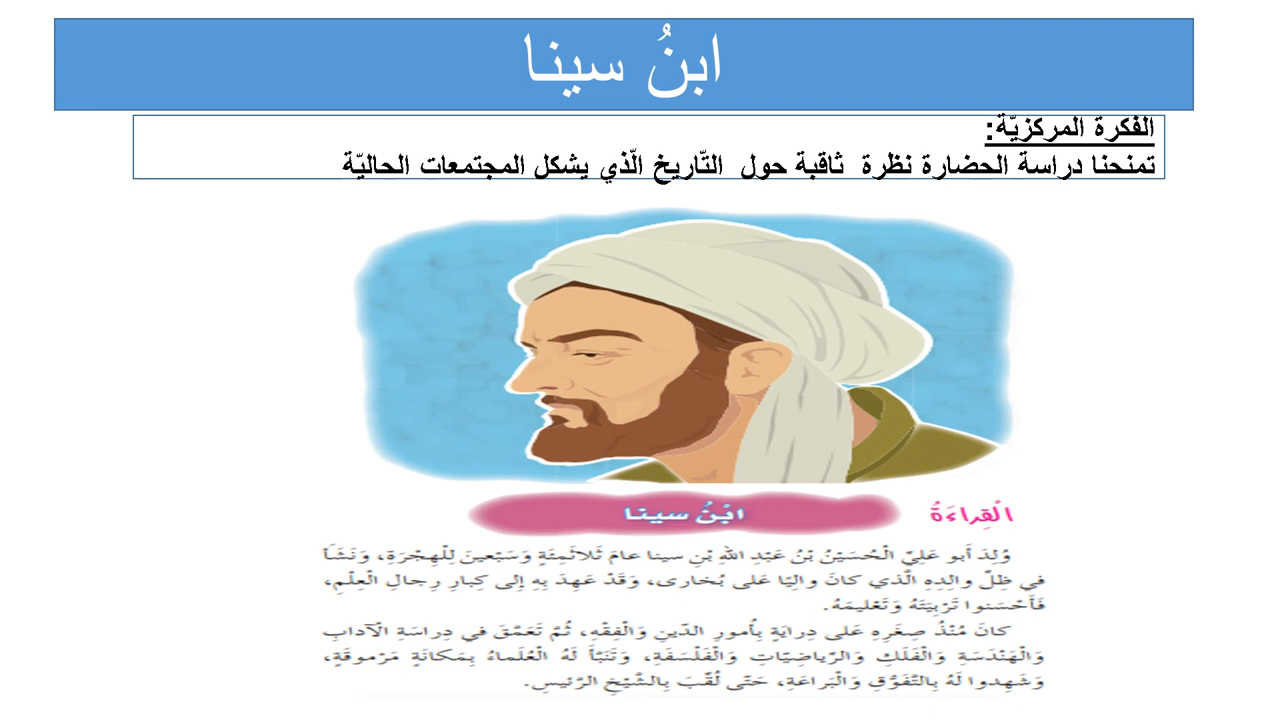 ابنُ سينا
الفكرة المركزيّة:
تمنحنا دراسة الحضارة نظرة ثاقبة حول التّاريخ الّذي يشكل المجتمعات الحاليّة
الْقِراءَةُ
ابْنُ سينا
وُلِدَ أَبو عَلِيّ الْحُسَيْنُ بْنُ عَبْدِ اللهِ بْنِ سينا عامَ ثَلاثَمِئَةٍ وَسَبْعينَ لِلْهِجْرَةِ، وَنَشَأَ
في ظِلِّ والِدِهِ الَّذي كانَ والِيًا عَلى بُخارى، وَقَدْ عَهِدَ بِهِ إِلى كِبارِ رِجالِ الْعِلْمِ،
فَأَحْسَنوا تَرْبِيَتَهُ وَتَعْليمَهُ.
كانَ مُنْذُ صِغَرِهِ عَلى دِرايَةٍ بِأُمورِ الدّينِ وَالْفِقْهِ، ثُمَّ تَعَمَّقَ في دِراسَةِ الْآدابِ
وَالْهَنْدَسَةِ وَالْفَلَكِ وَالرِّياضِيّاتِ وَالْفَلْسَفَةِ، وَتَنَبَّأَ لَهُ الْعُلَماءُ بِمَكانَةٍ مَرْموقَةٍ،
وَشَهِدوا لَهُ بِالتَّفَوُّقِ وَالْبَراعَةِ، حَتّى لُقِّبَ بِالشَّيْخِ الرَّئيسِ.